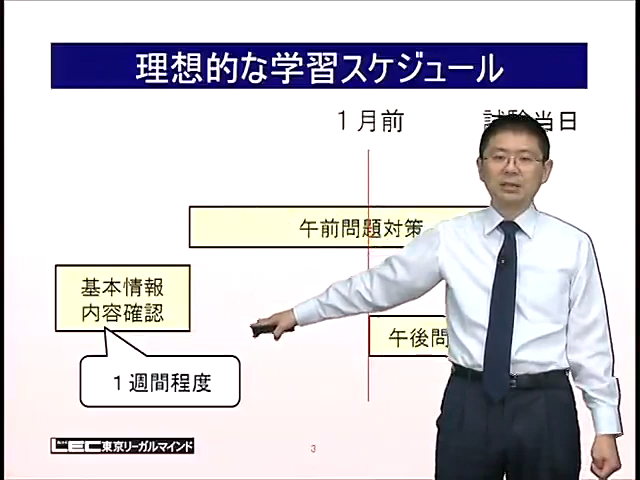 理想的な学習スケジュール
1月前
試験当日
午前問題対策
基本情報
内容確認
午後問
1週間程度
LEC東京リーガルマインド
3